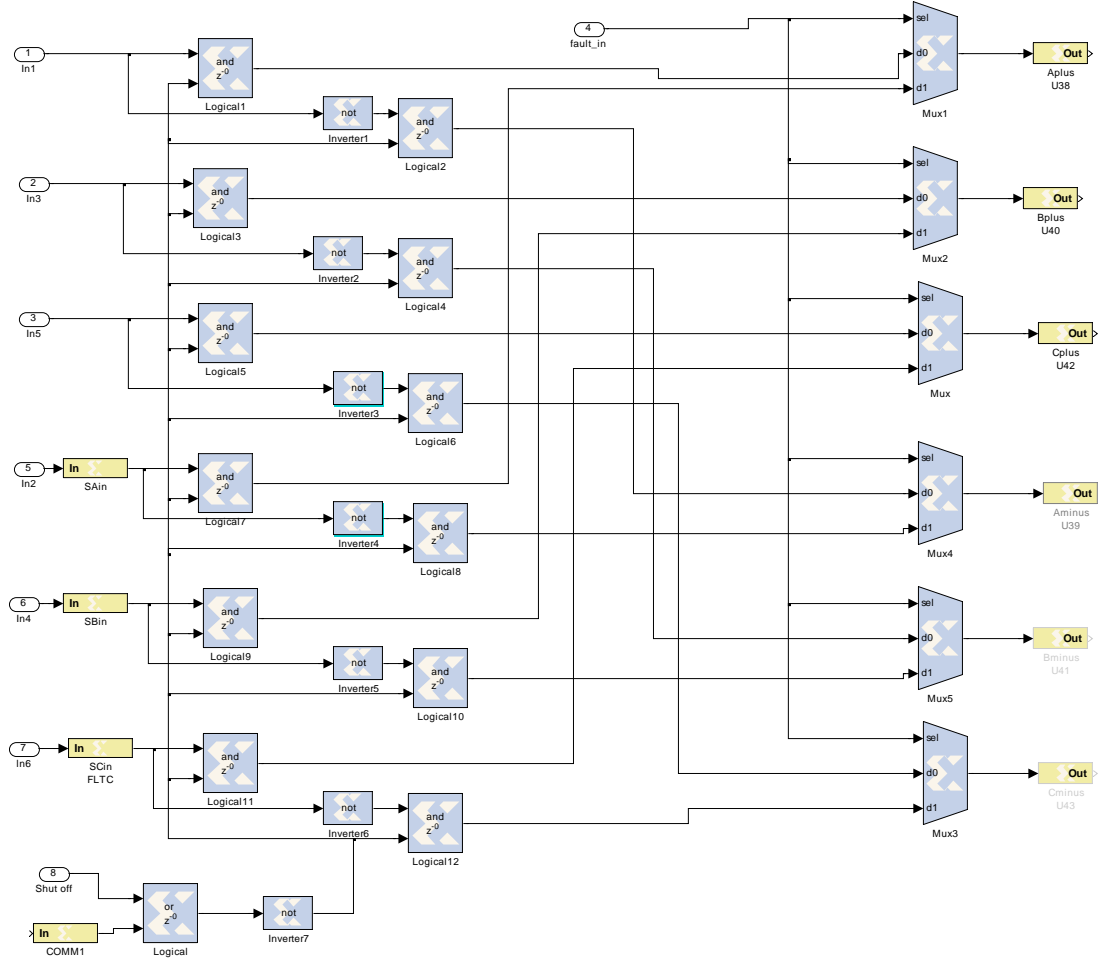 4
fault_in
sel
d0
d1
Mux1
Out
Aplus
U38
1
In1
and
z-0
Logical1
not
Inverter1
and
z-0
Logical2
sel
d0
d1
Mux2
Out
Bplus
U40
2
In3
and
z-0
Logical3
not
Inverter2
and
z-0
Logical4
sel
d0
d1
Mux
Out
Cplus
U42
3
In5
and
z-0
Logical5
not
Inverter3
and
z-0
Logical6
5
In2
In
SAin
and
z-0
Logical7
sel
d0
d1
Mux4
Out
Aminus
U39
not
Inverter4
and
z-0
Logical8
6
In4
In
SBin
and
z-0
Logical9
sel
d0
d1
Mux5
Out
Bminus
U41
not
Inverter5
and
z-0
Logical10
7
In6
In
SCin
FLTC
and
z-0
Logical11
sel
d0
d1
Mux3
Out
Cminus
U43
not
Inverter6
and
z-0
Logical12
8
Shut off
or
z-0
Logical
not
Inverter7
In
COMM1